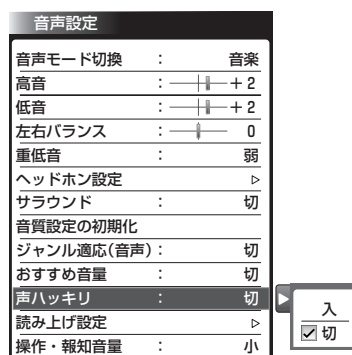 音声設定
音声モード切換 : 音楽
高音 : +2
低音 : +2
左右バランス : 0
重低音 : 弱
ヘッドホン設定
サラウンド : 切
音質設定の初期化
ジャンル適応(音声) : 切
おすすめ音量 : 切
声ハッキリ : 切
入
切
読み上げ設定
操作・報知音量 : 小